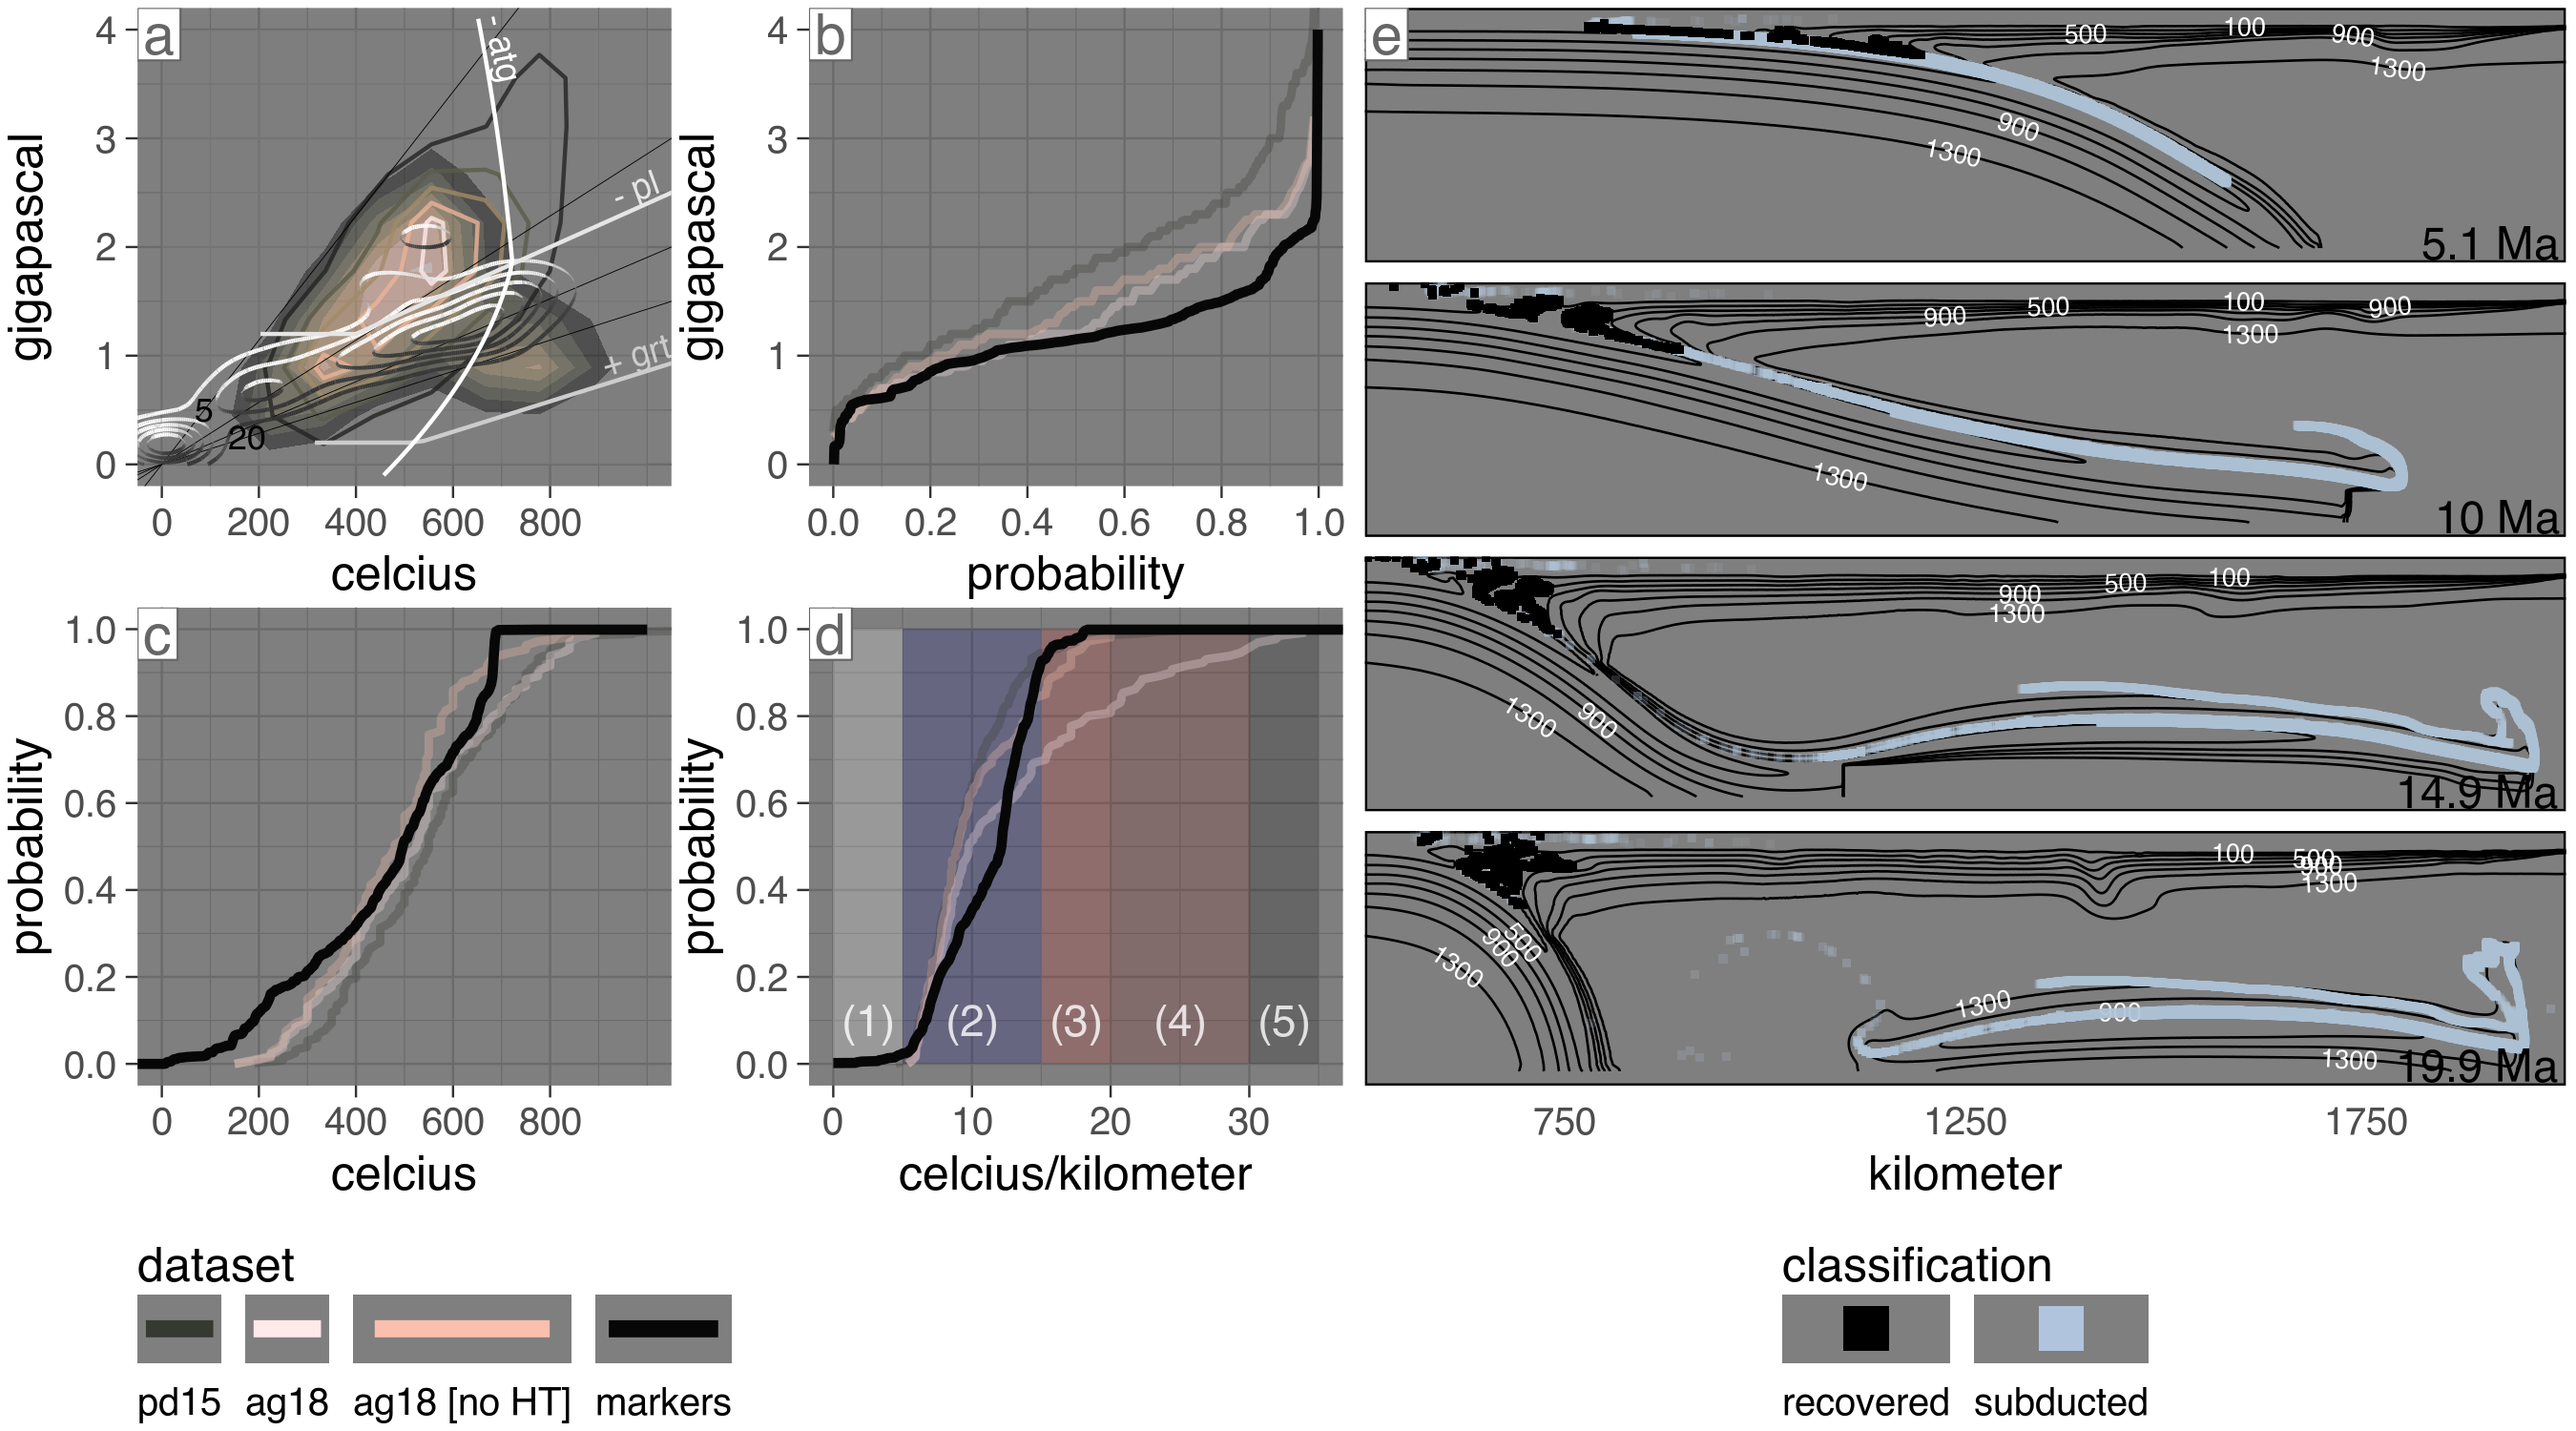 a
gigapascal
4
3
2
1
0
-atg
- pl
+ grt
5
20
0 200 400 600 800
celcius
b
gigapascal
4
3
2
1
0
0.0 0.2 0.4 0.6 0.8 1.0
probability
c
probability
1.0
0.8
0.6
0.4
0.2
0.0
0 200 400 600 800
celcius
d
probability
1.0
0.8
0.6
0.4
0.2
0.0
(1) (2) (3) (4) (5)
0 10 20 30
celcius/kilometer
e
500 100 900
1300
900
1300
5.1 Ma
900 500 100 900
1300
1300
10 Ma
900 500 100
1300
1300 900
14.9 Ma
100 500
900
1300
500
900
1300
1300
900
1300
19.9 Ma
750 1250 1750
kilometer
dataset
pd15 ag18 ag18 [no HT] markers
classification
recovered subducted